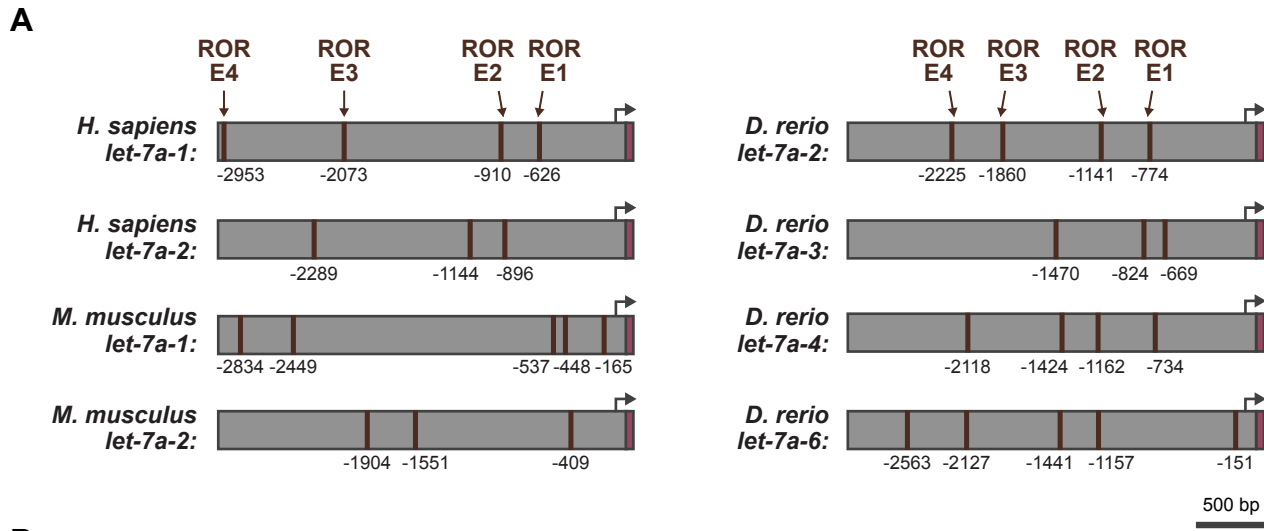 A
ROR ROR ROR ROR
E4 E3 E2 E1
H. sapiens
let-7a-1:
-2953 -2073 -910 -626
H. sapiens
let-7a-2:
-2289 -1144 -896
M. musculus
let-7a-1:
-2834 -2449 -537 -448 -165
M. musculus
let-7a-2:
-1904 -1551 -409
ROR ROR ROR ROR
E4 E3 E2 E1
D. rerio
let-7a-2:
-2225 -1860 -1141 -774
D. rerio
let-7a-3:
-1470 -824 -669
D. rerio
let-7a-4:
-2118 -1424 -1162 -734
D. rerio
let-7a-6:
-2563 -2127 -1441 -1157 -151
500 bp